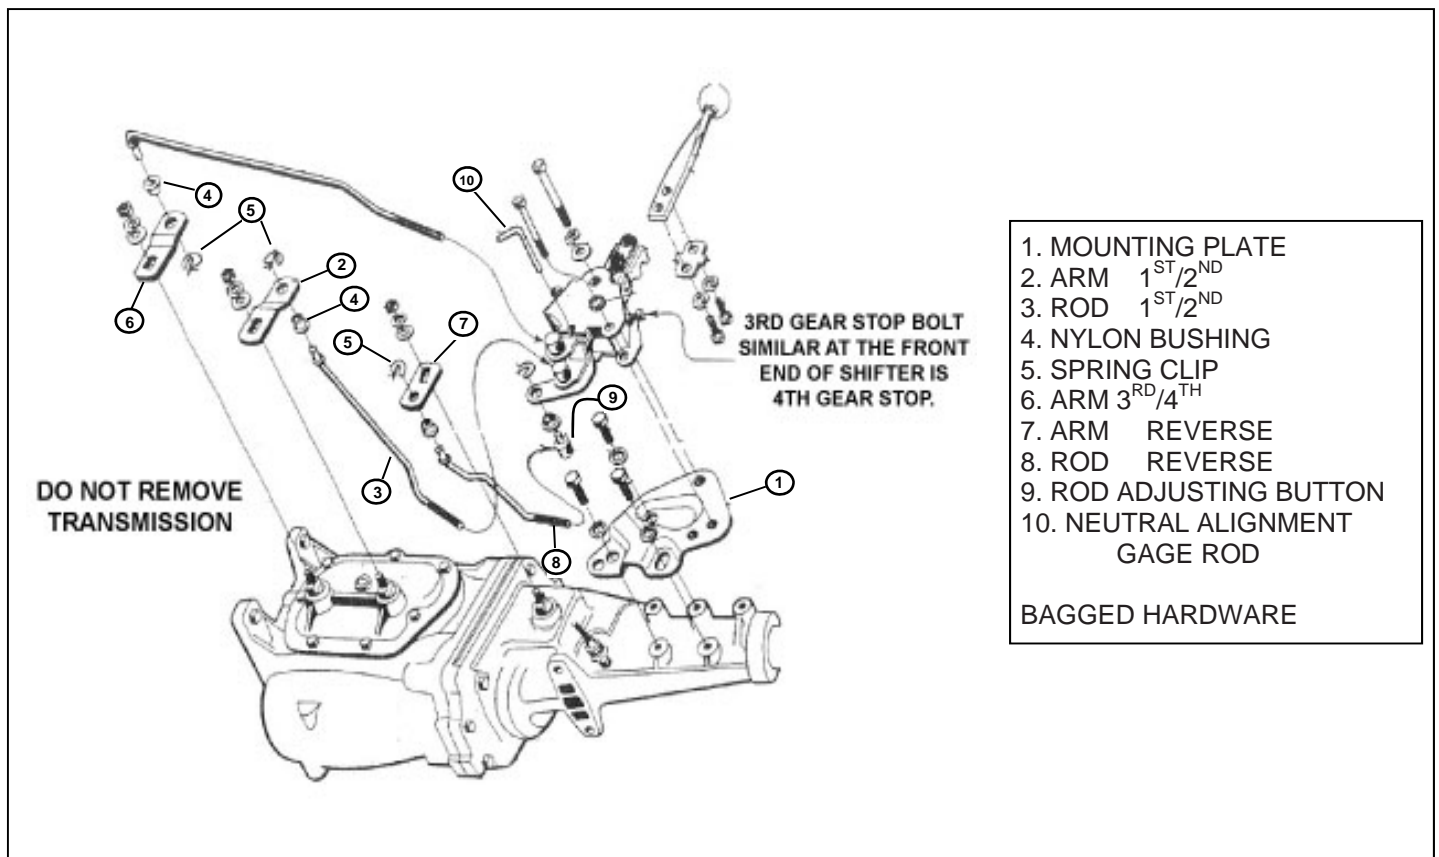 10
4
5
2
4
6
7
5
3RD GEAR STOP BOLT
SIMILAR AT THE FRONT
END OF SHIFTER IS
4TH GEAR STOP.
9
3
1
8
DO NOT REMOVE
TRANSMISSION
1. MOUNTING PLATE
2. ARM 1ST/2ND
3. ROD 1ST/2ND
4. NYLON BUSHING
5. SPRING CLIP
6. ARM 3RD/4TH
7. ARM REVERSE
8. ROD REVERSE
9. ROD ADJUSTING BUTTON
10. NEUTRAL ALIGNMENT
GAGE ROD
BAGGED HARDWARE